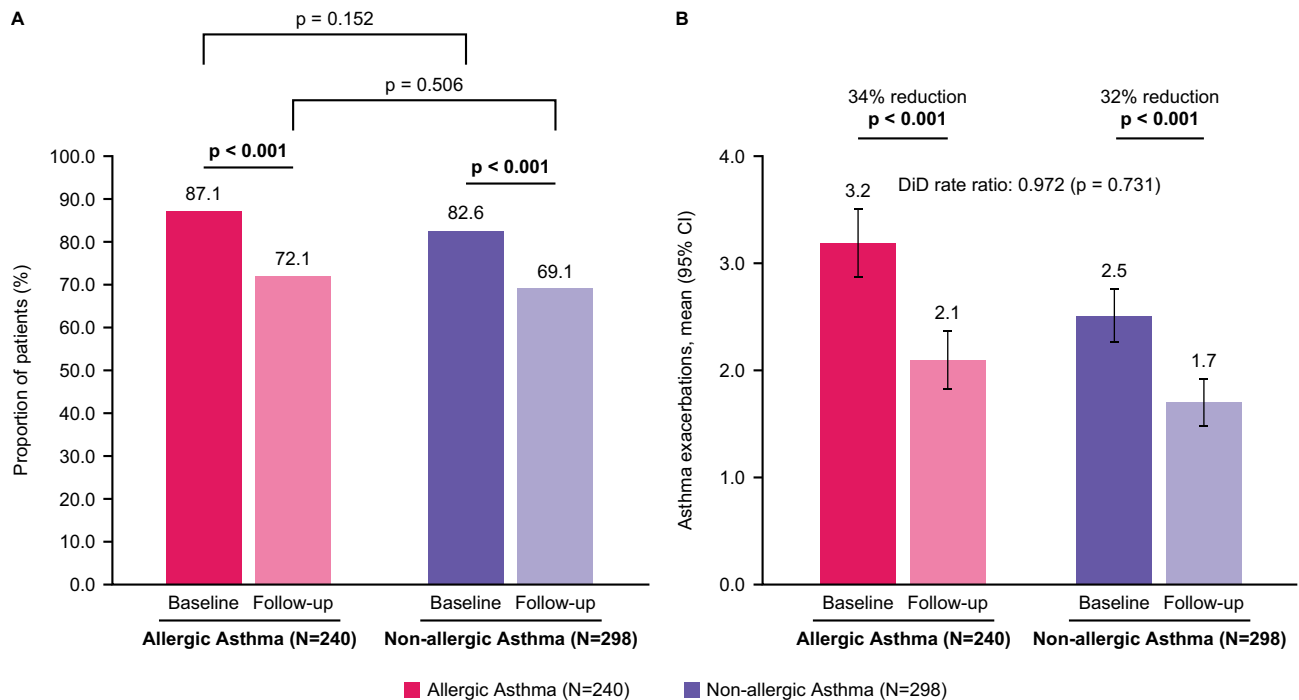 A
p = 0.152
p = 0.506
p < 0.001
p < 0.001
Proportion of patients (%)
100.0
90.0
80.0
70.0
60.0
50.0
40.0
30.0
20.0
10.0
0.0
87.1
72.1
82.6
69.1
Baseline Follow-up Baseline Follow-up
Allergic Asthma (N=240) Non-allergic Asthma (N=298)
B
34% reduction
p < 0.001
32% reduction
p < 0.001
DiD rate ratio: 0.972 (p = 0.731)
Asthma exacerbations, mean (95% CI)
4.0
3.0
2.0
1.0
0.0
3.2
2.1
2.5
1.7
Baseline Follow-up Baseline Follow-up
Allergic Asthma (N=240) Non-allergic Asthma (N=298)
Allergic Asthma (N=240) Non-allergic Asthma (N=298)